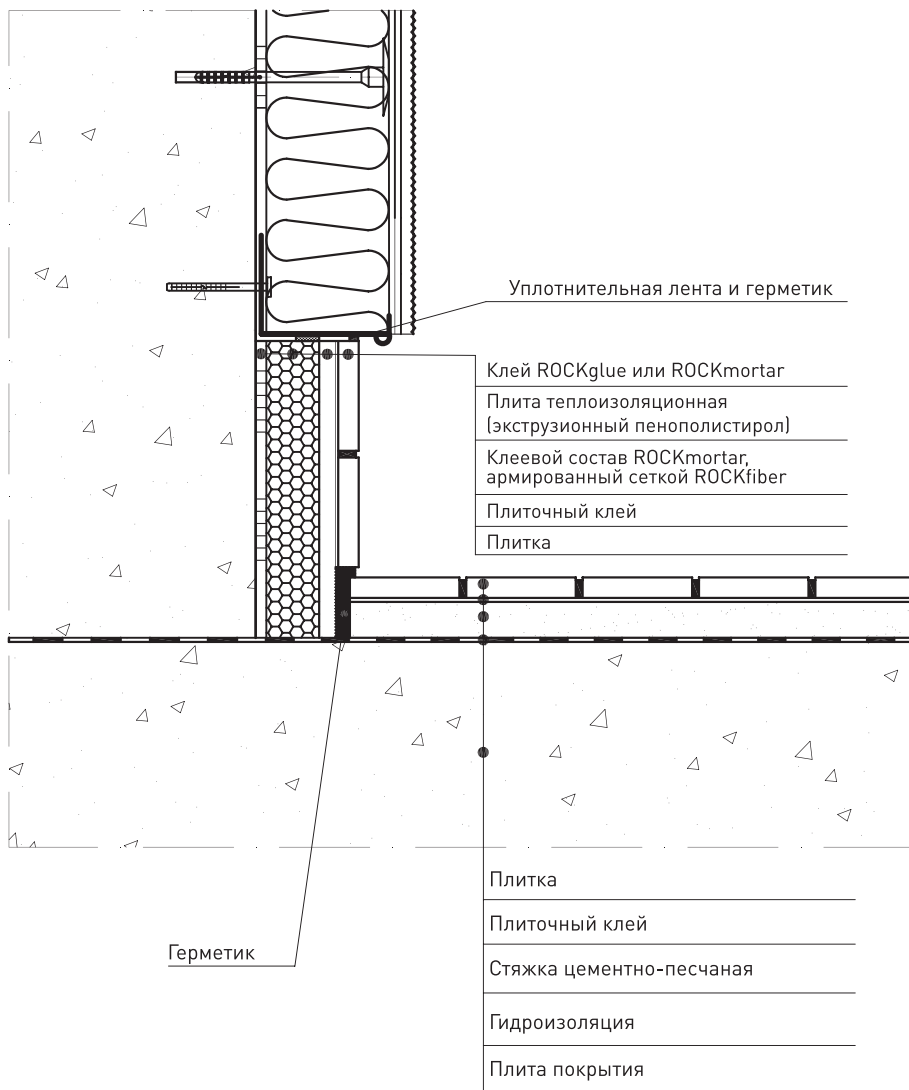 Уплотнительная лента и герметик
Клей ROCKglue или ROCKmortar
Плита теплоизоляционная
(экструзионный пенополистирол)
Клеевой состав ROCKmortar,
армированный сеткой ROCKfiber
Плиточный клей
Плитка
Плитка
Плиточный клей
Герметик
Стяжка цементно-песчаная
Гидроизоляция
Плита покрытия